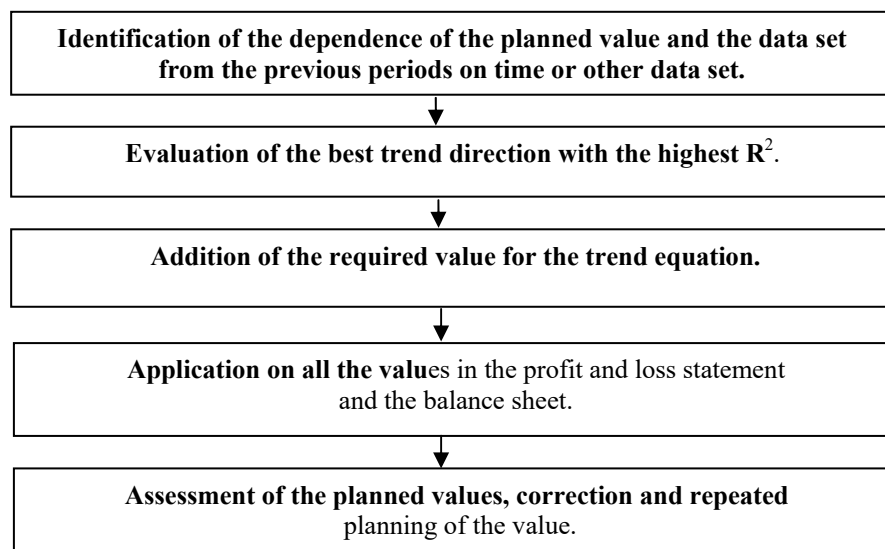 Identification of the dependence of the planned value and the data set
from the previous periods on time or other data set.
Evaluation of the best trend direction with the highest R².
Addition of the required value for the trend equation.
Application on all the values in the profit and loss statement
and the balance sheet.
Assessment of the planned values, correction and repeated
planning of the value.